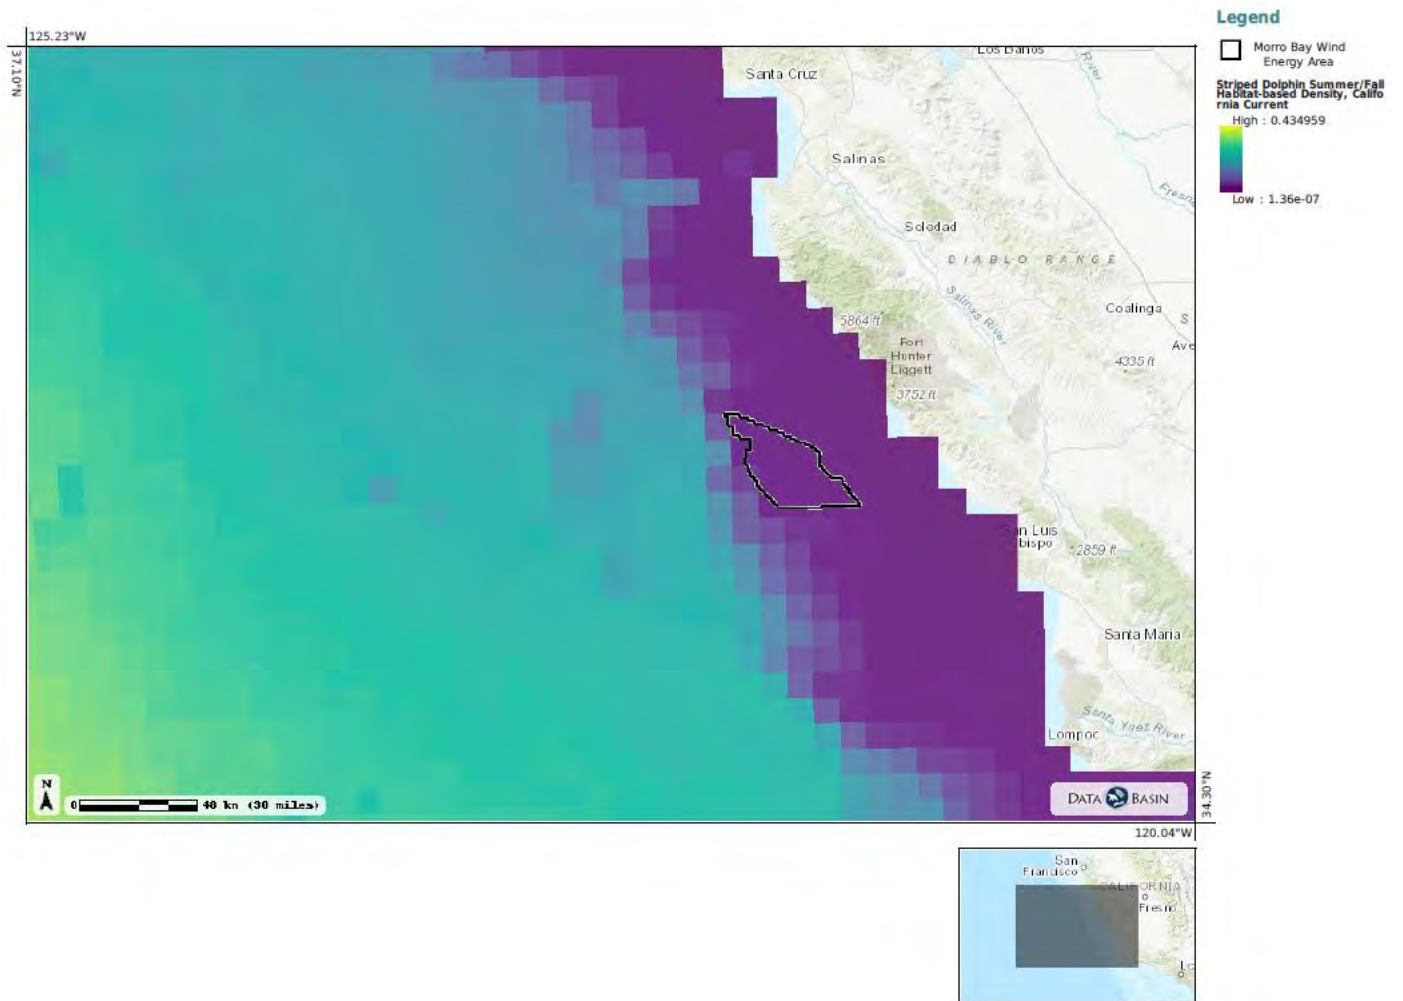 Legend
125.23°W
37.10°N
Morro Bay Wind
Energy Area
Striped Dolphin Summer/Fall
Habitat-based Density, Califo
rnia Current
High : 0.434959
Low : 1.36e-07
Los Banos
River
Santa Cruz
Salinas
Fresno
Soledad
DIABLO RANGE
Salinas River
Coalinga
S
Ave
5864 ft
Fort
Hunter
Liggett
4335 ft
3752 ft
San Luis
Obispo
2859 ft
Santa Maria
Santa Ynez River
Lompoc
34.30°N
N
0 48 km (30 miles)
DATA BASIN
120.04°W
San
Francisco
CALIFORNIA
Fresno
Lo